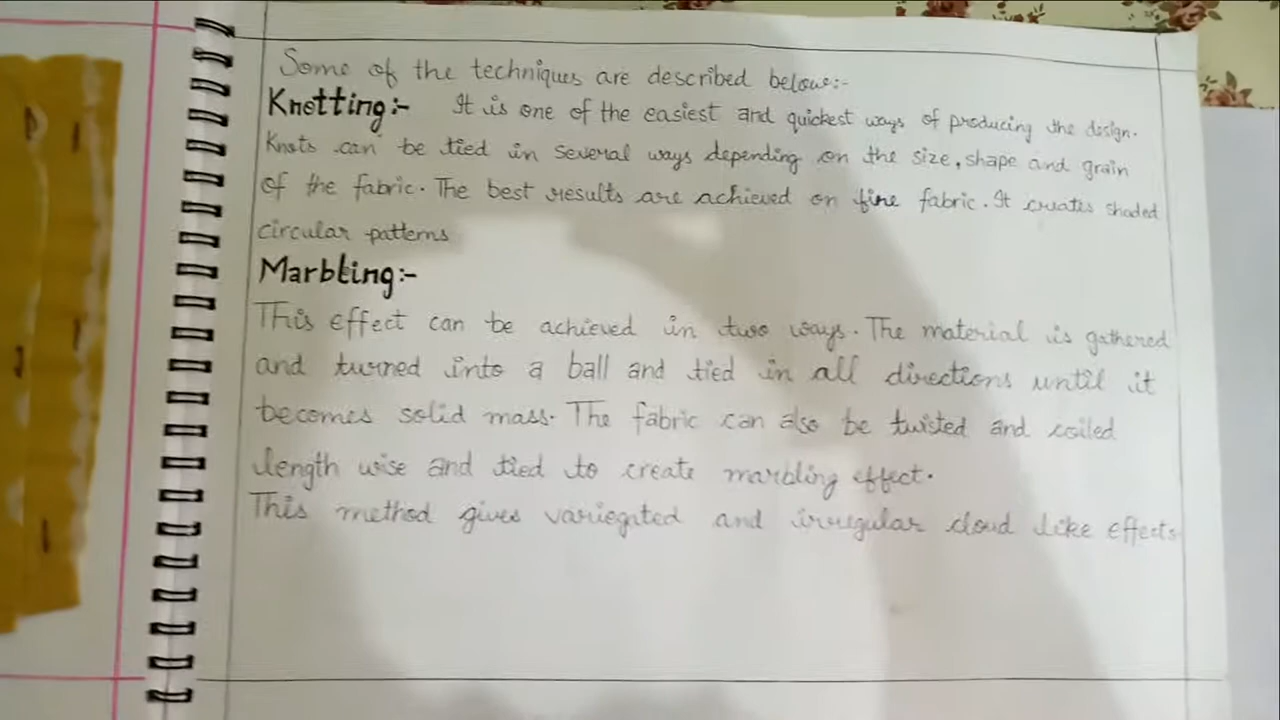 Some of the techniques are described below:-
Knotting:- It is one of the easiest and quickest ways of producing the design.
Knots can be tied in several ways depending on the size, shape and grain
of the fabric. The best results are achieved on fine fabric. It creates shaded
circular patterns
Marbling:-
This effect can be achieved in two ways. The material is gathered
and turned into a ball and tied in all directions until it
becomes solid mass. The fabric can also be twisted and coiled
length wise and tied to create marbling effect.
This method gives variegated and irregular cloud like effects